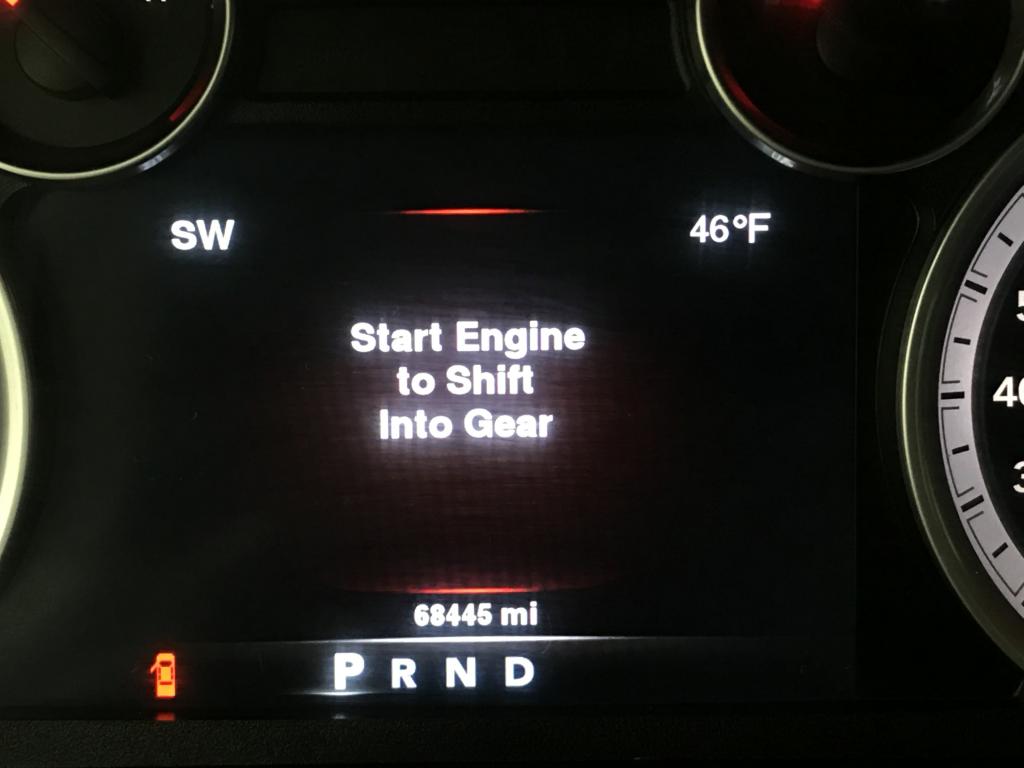 SW
46°F
Start Engine
to Shift
Into Gear
68445 mi
P R N D